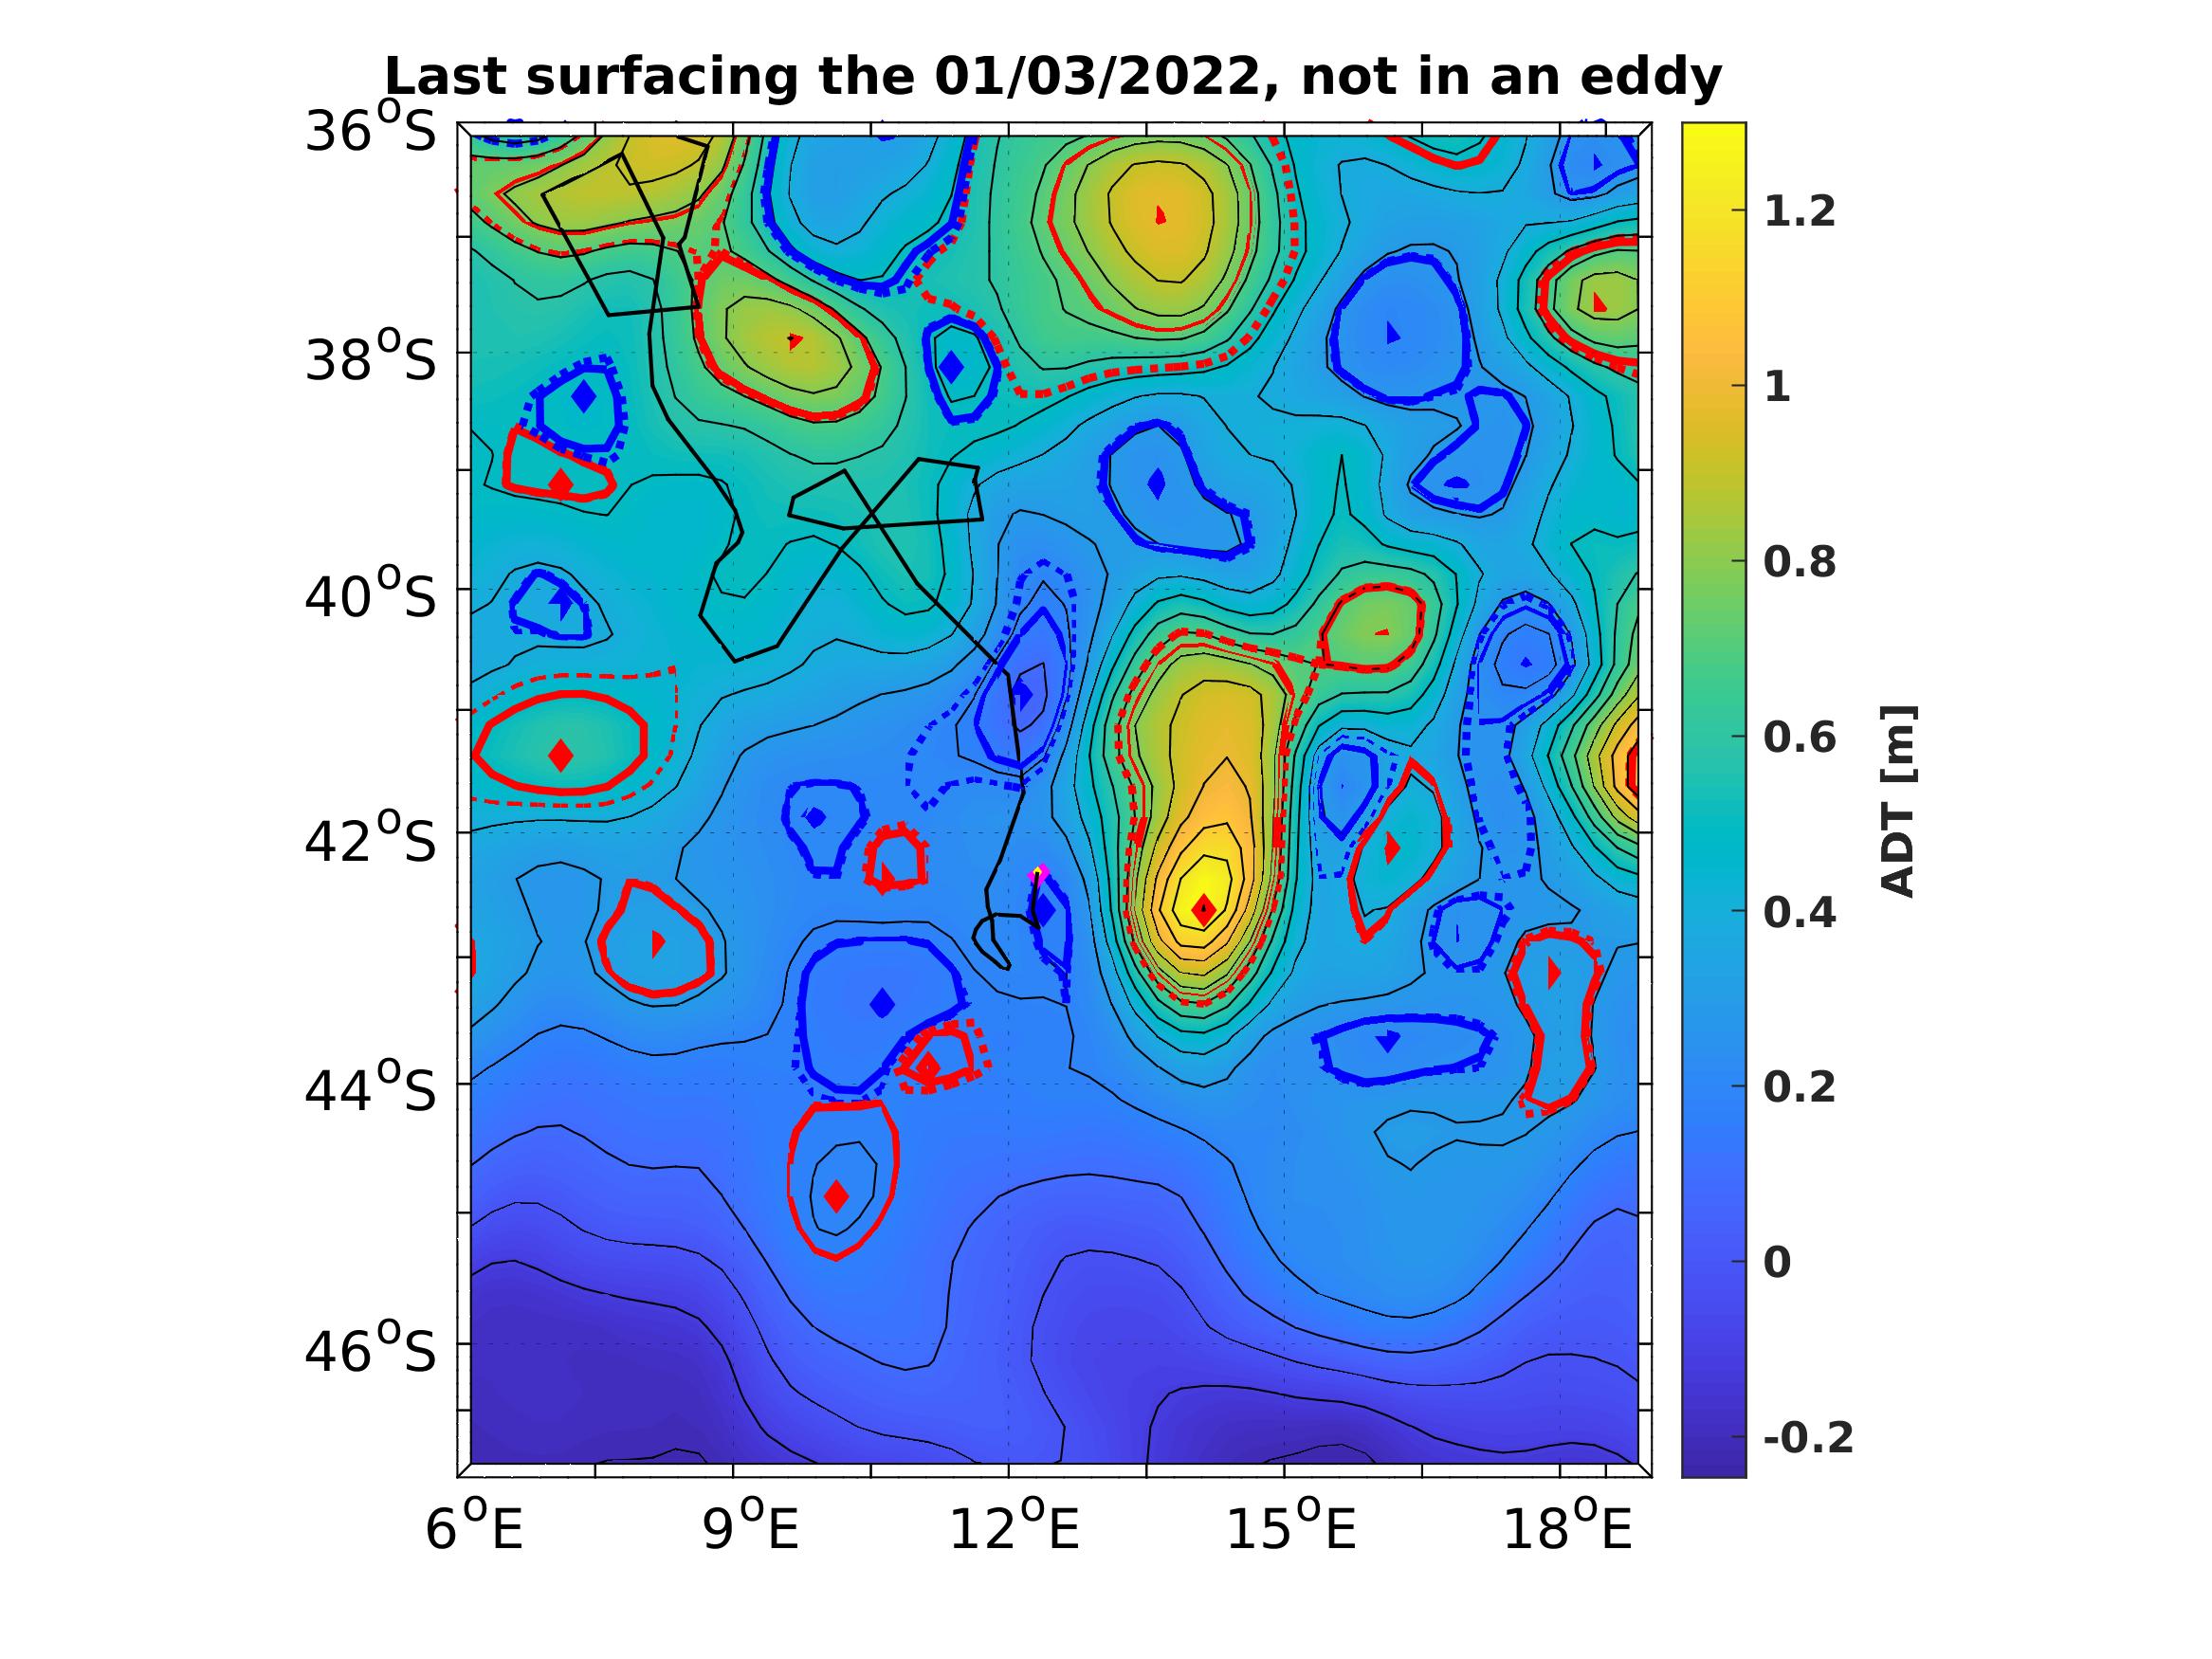 Last surfacing the 01/03/2022, not in an eddy
36°S
38°S
40°S
42°S
44°S
46°S
6°E
9°E
12°E
15°E
18°E
1.2
1
0.8
0.6
0.4
0.2
0
-0.2
ADT [m]